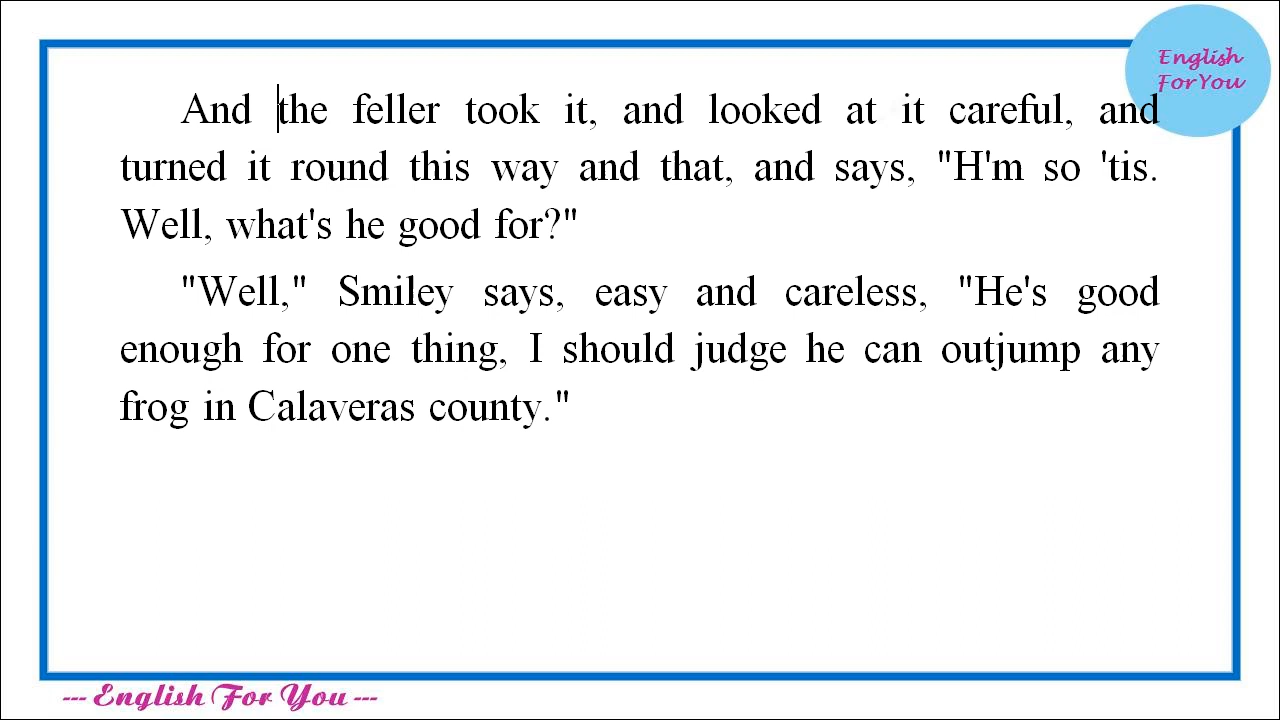 English
ForYou
And the feller took it, and looked at it careful, and
turned it round this way and that, and says, "H'm so 'tis.
Well, what's he good for?"
"Well," Smiley says, easy and careless, "He's good
enough for one thing, I should judge he can outjump any
frog in Calaveras county."
--- English For You ---